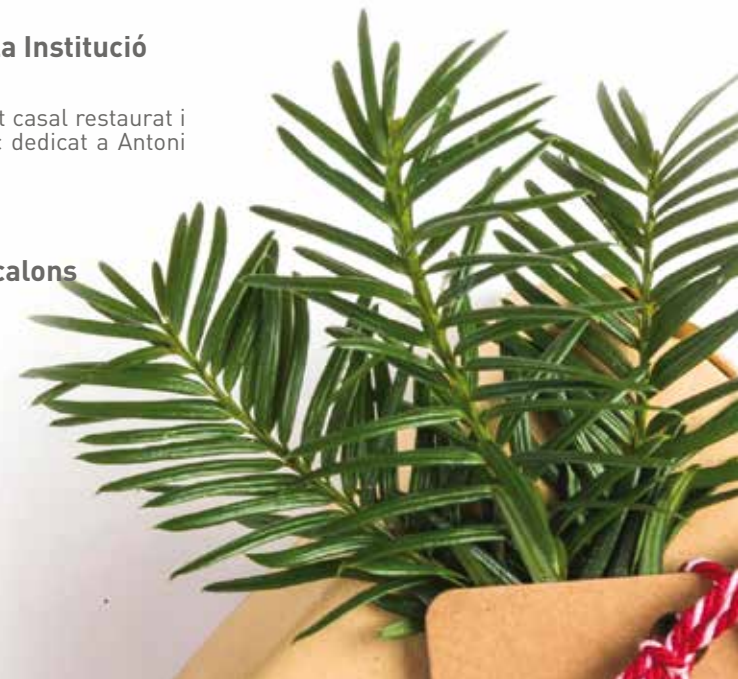 a Institució
t casal restaurat i
dedicat a Antoni
calons